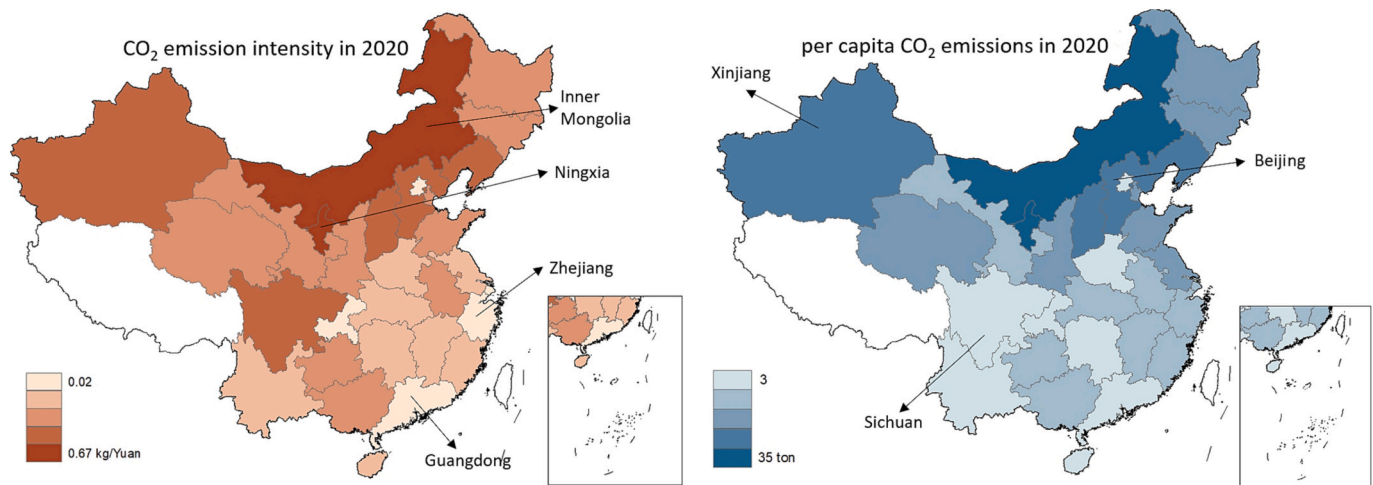 CO₂ emission intensity in 2020
Inner
Mongolia
Ningxia
Zhejiang
Guangdong
0.02
0.67 kg/Yuan
per capita CO₂ emissions in 2020
Xinjiang
Beijing
Sichuan
3
35 ton